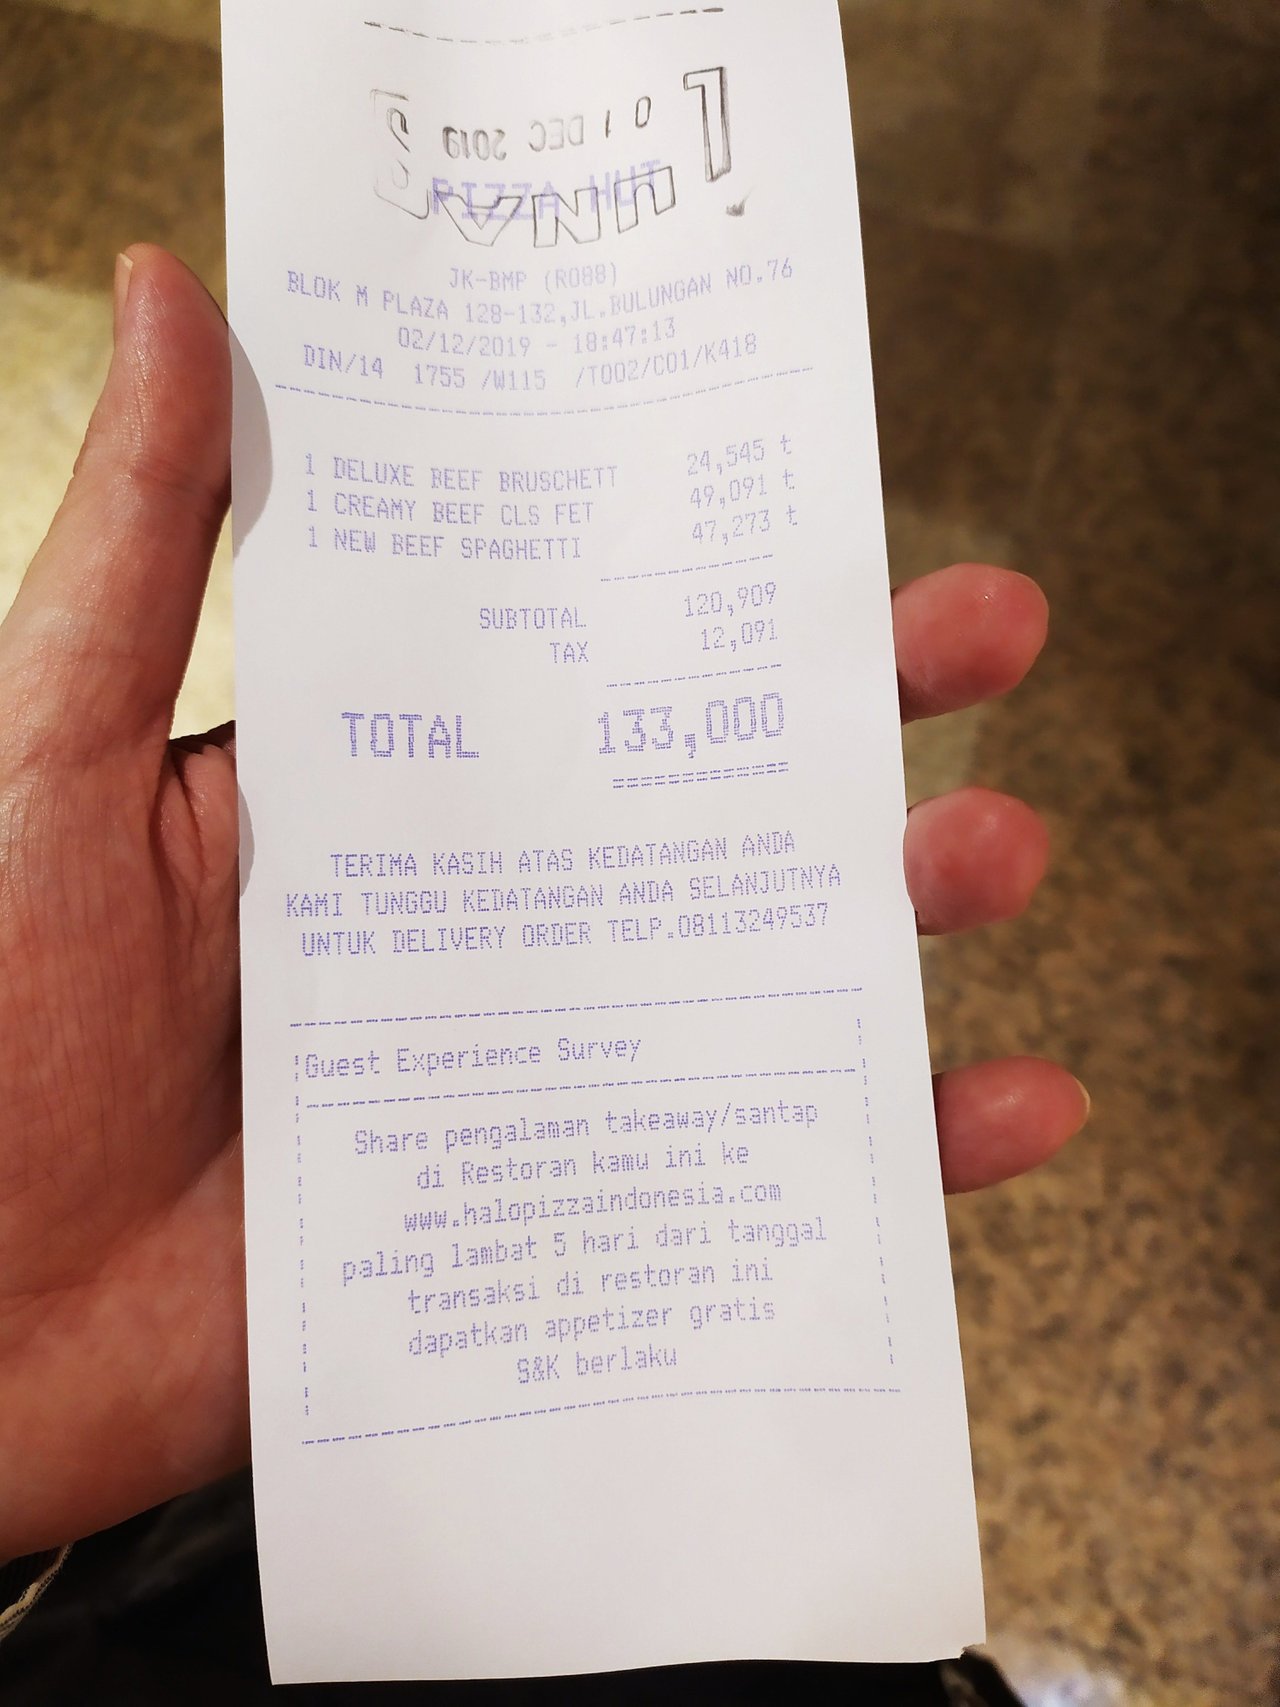 01 DEC 2019
LUNAS
PIZZA HUT
JK-BMP (R088)
BLOK M PLAZA 128-132,JL.BULUNGAN NO.76
02/12/2019 - 18:47:13
DIN/14 1755 /W115 /T002/C01/K418
1 DELUXE BEEF BRUSCHETT 24,545 t
1 CREAMY BEEF CLS FET 49,091 t
1 NEW BEEF SPAGHETTI 47,273 t
SUBTOTAL 120,909
TAX 12,091
TOTAL 133,000
TERIMA KASIH ATAS KEDATANGAN ANDA
KAMI TUNGGU KEDATANGAN ANDA SELANJUTNYA
UNTUK DELIVERY ORDER TELP.08113249537
Guest Experience Survey
Share pengalaman takeaway/santap
di Restoran kamu ini ke
www.halopizzaindonesia.com
paling lambat 5 hari dari tanggal
transaksi di restoran ini
dapatkan appetizer gratis
S&K berlaku